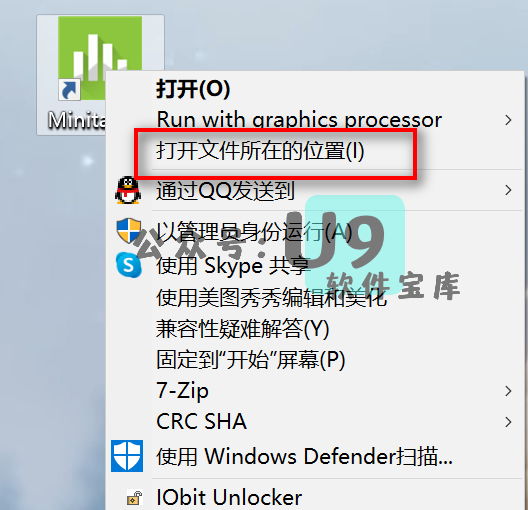 Minita
打开(O)
Run with graphics processor
打开文件所在的位置(I)
通过QQ发送到
以管理员身份运行(A)
公众号：U9
软件宝库
使用 Skype 共享
使用美图秀秀编辑和美化
兼容性疑难解答(Y)
固定到“开始”屏幕(P)
7-Zip
CRC SHA
使用 Windows Defender扫描...
IObit Unlocker